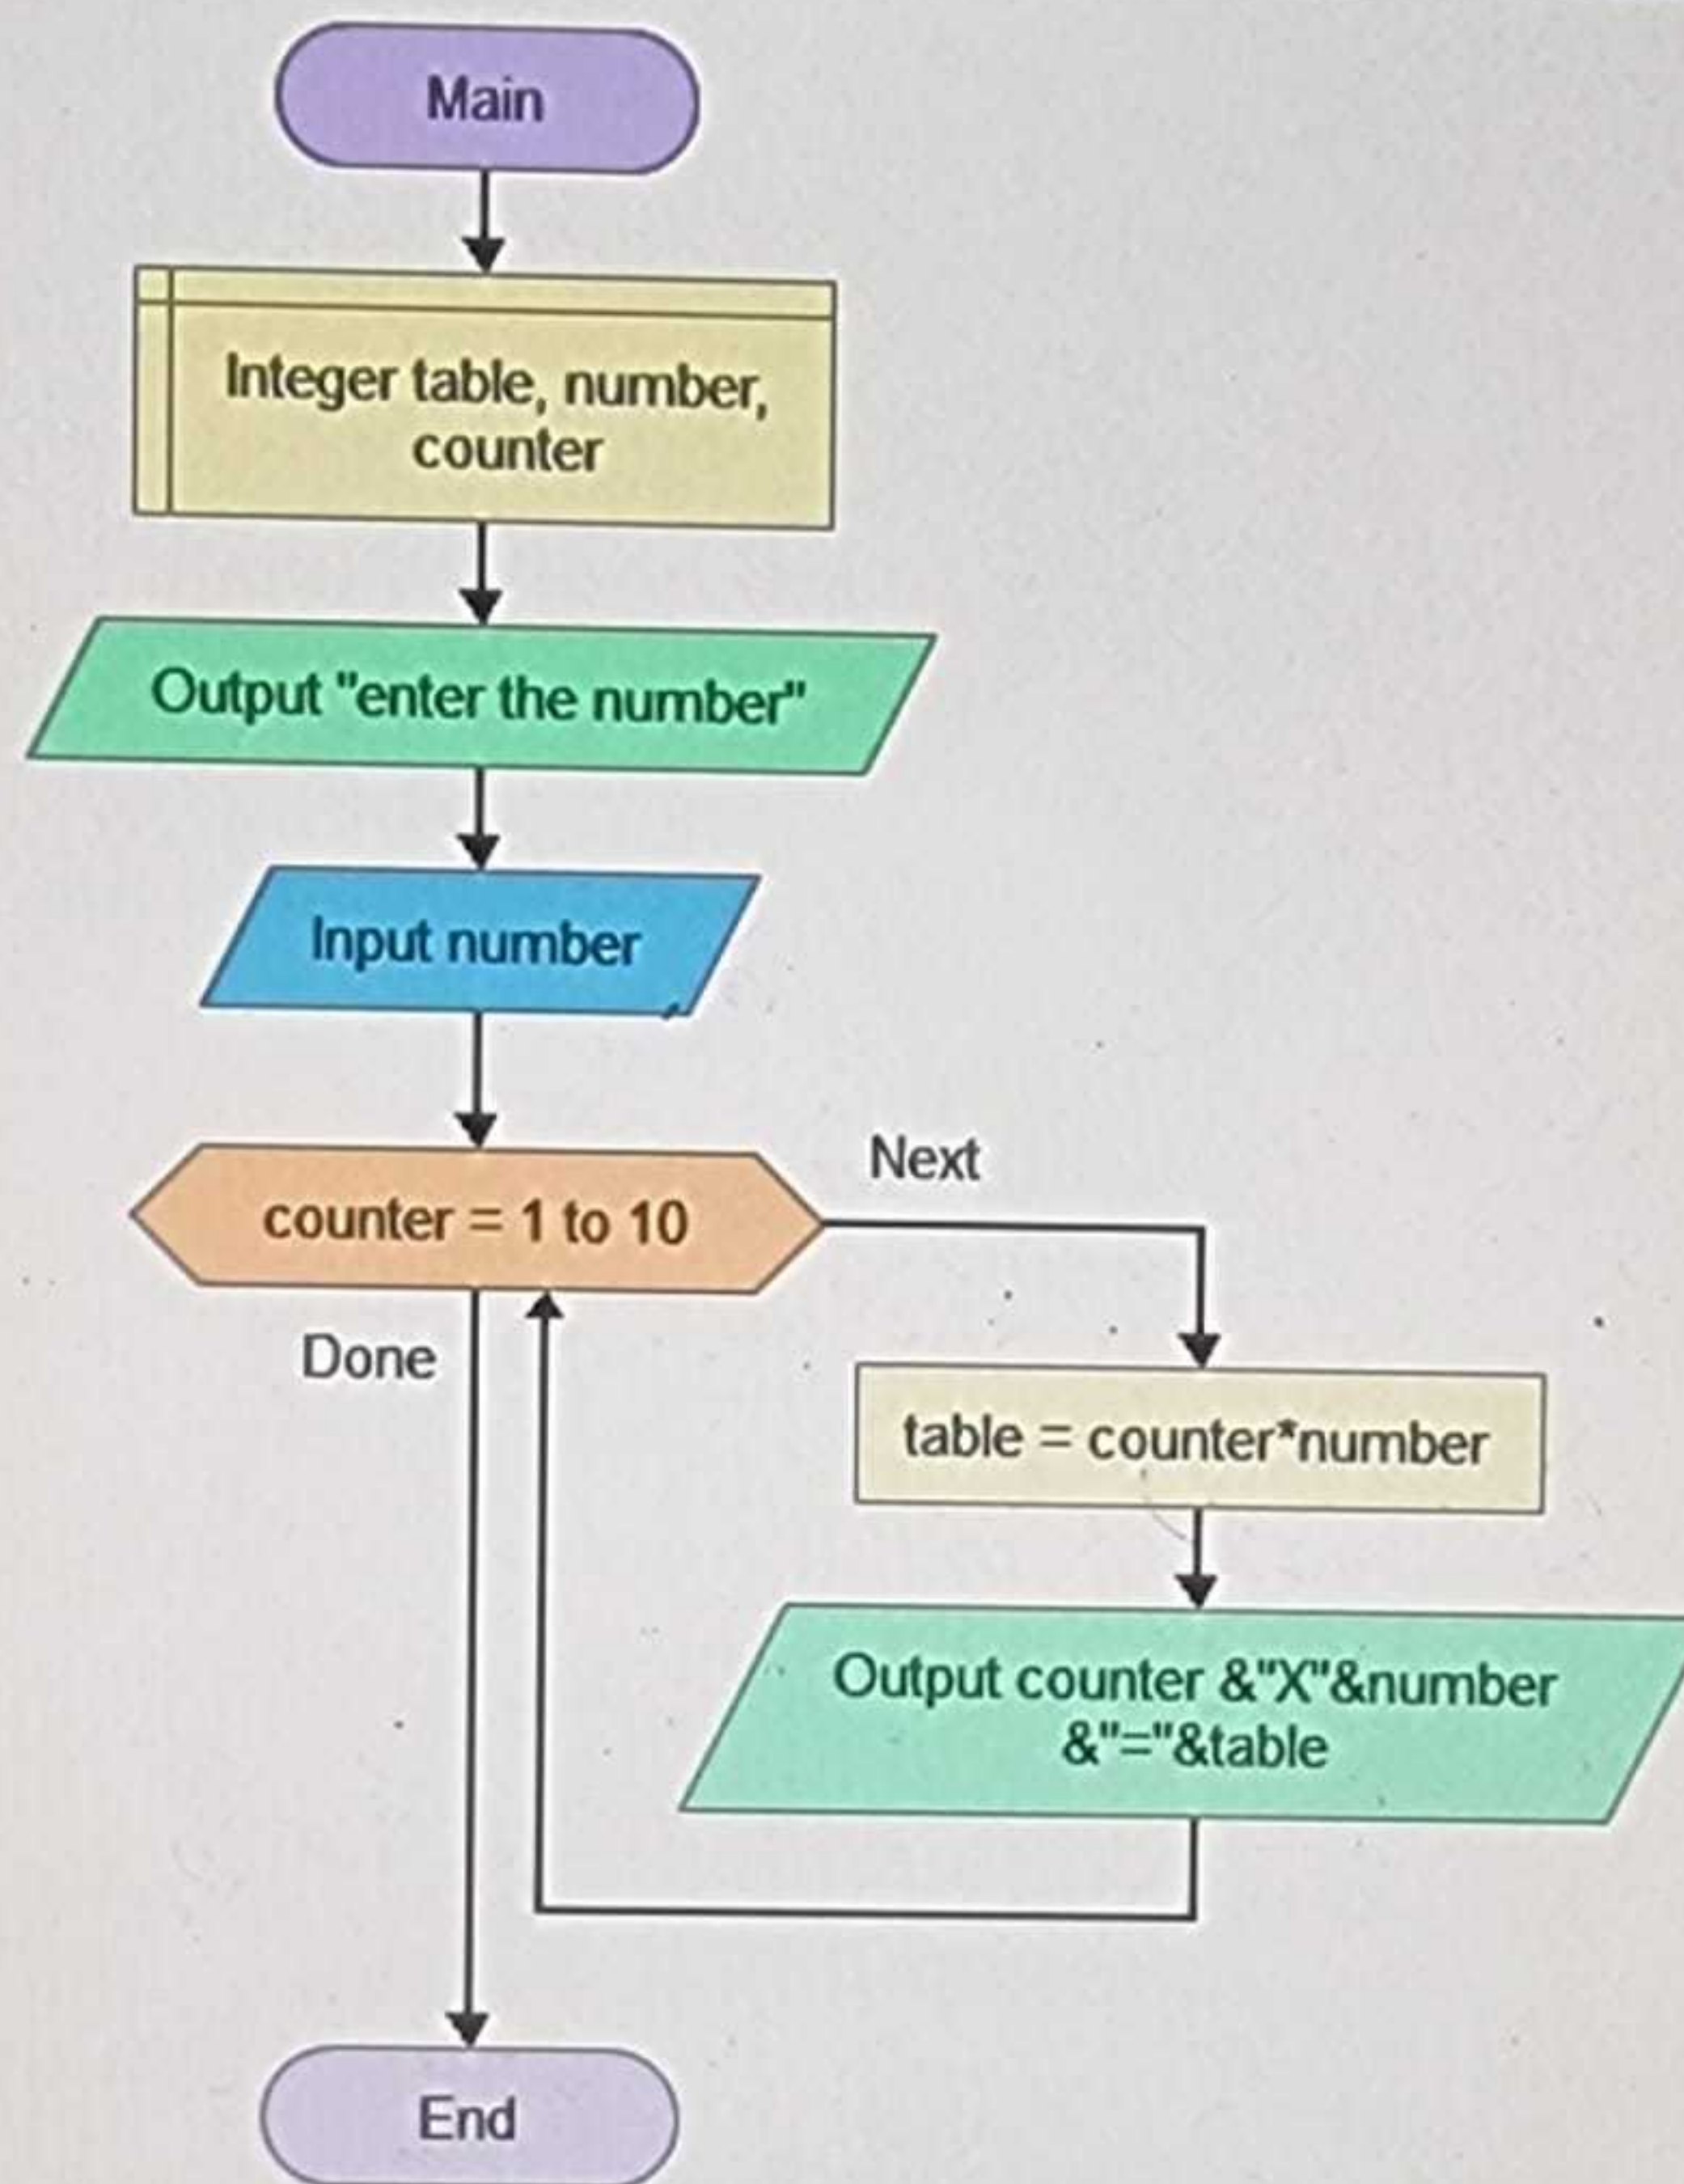 Main
Integer table, number,
counter
Output "enter the number"
Input number
counter = 1 to 10
Next
Done
table = counter*number
Output counter &"X"&number
&"="&table
End